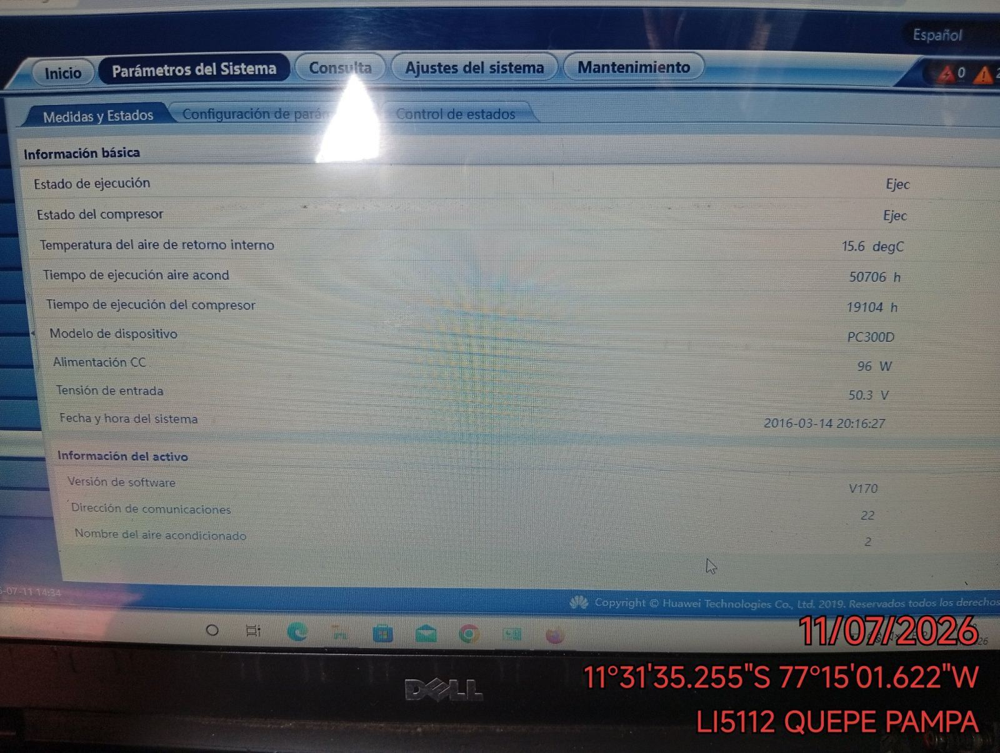 Español
Inicio Parámetros del Sistema Consulta Ajustes del sistema Mantenimiento
0
Medidas y Estados Configuración de Control de estados
Información básica
Estado de ejecución Ejec
Estado del compresor Ejec
Temperatura del aire de retorno interno 15.6 degC
Tiempo de ejecución aire acond 50706 h
Tiempo de ejecución del compresor 19104 h
Modelo de dispositivo PC300D
Alimentación CC 96 W
Tensión de entrada 50.3 V
Fecha y hora del sistema 2016-03-14 20:16:27
Información del activo
Versión de software V170
Dirección de comunicaciones 22
Nombre del aire acondicionado 2
-07-11 14:34
Copyright © Huawei Technologies Co., Ltd. 2019. Reservados todos los derechos
11/07/2026
DELL
11°31'35.255"S 77°15'01.622"W
LI5112 QUEPE PAMPA